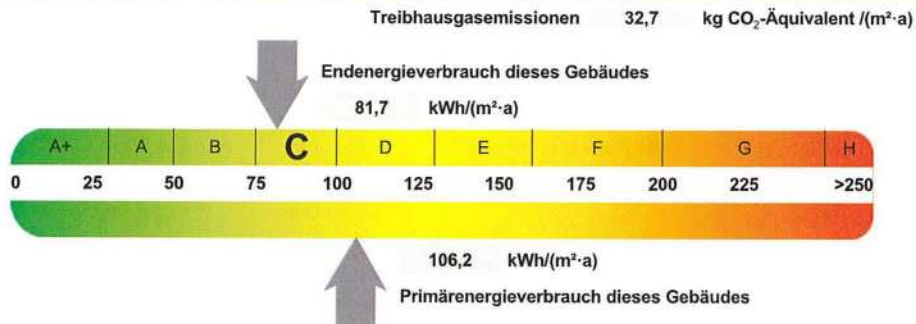 Treibhausgasemissionen 32,7 kg CO₂-Äquivalent /(m²·a)
Endenergieverbrauch dieses Gebäudes
81,7 kWh/(m²·a)
A+ A B C D E F G H
0 25 50 75 100 125 150 175 200 225 >250
106,2 kWh/(m²·a)
Primärenergieverbrauch dieses Gebäudes